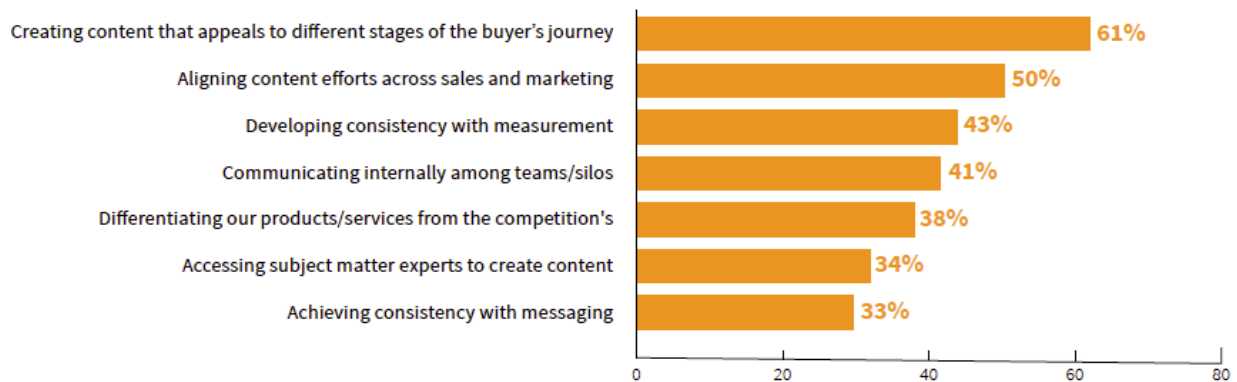 Creating content that appeals to different stages of the buyer’s journey 61%
Aligning content efforts across sales and marketing 50%
Developing consistency with measurement 43%
Communicating internally among teams/silos 41%
Differentiating our products/services from the competition's 38%
Accessing subject matter experts to create content 34%
Achieving consistency with messaging 33%
0 20 40 60 80